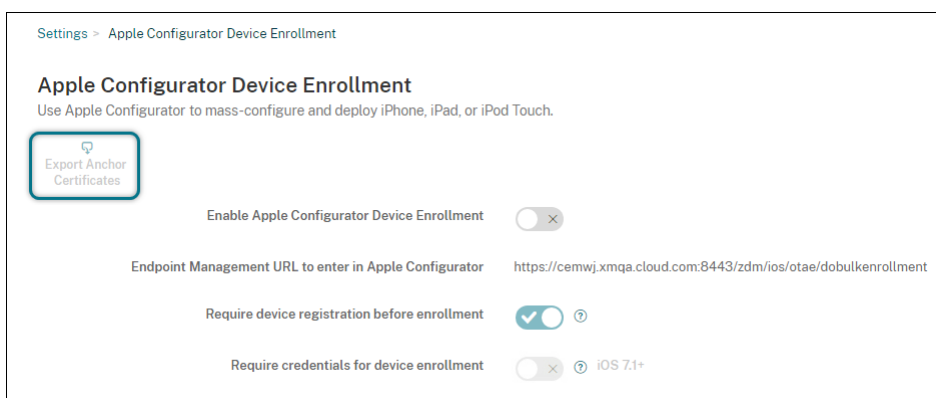 Settings > Apple Configurator Device Enrollment
Apple Configurator Device Enrollment
Use Apple Configurator to mass-configure and deploy iPhone, iPad, or iPod Touch.
Export Anchor
Certificates
Enable Apple Configurator Device Enrollment
Endpoint Management URL to enter in Apple Configurator https://cemwj.xmqa.cloud.com:8443/zdm/ios/otae/dobulkenrollment
Require device registration before enrollment ?
Require credentials for device enrollment ? iOS 7.1+